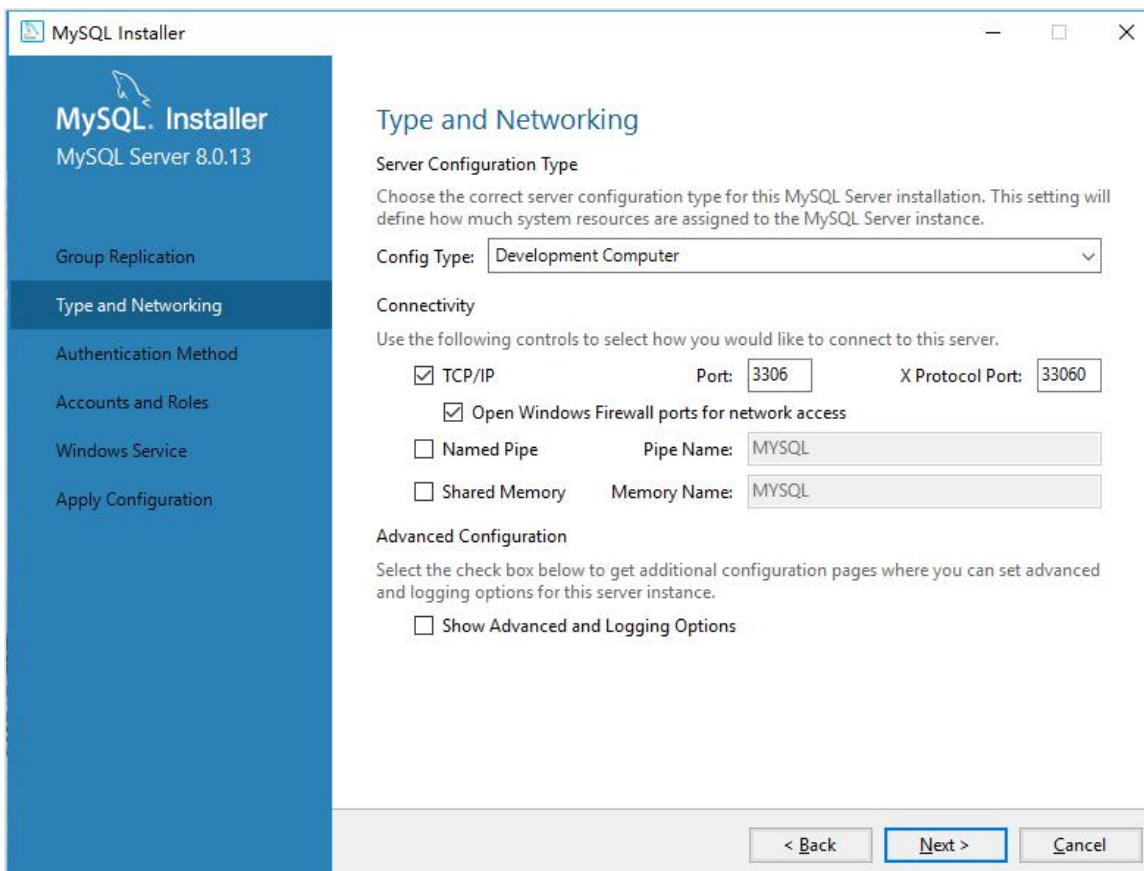 MySQL Installer
MySQL. Installer
MySQL Server 8.0.13
Group Replication
Type and Networking
Authentication Method
Accounts and Roles
Windows Service
Apply Configuration
Type and Networking
Server Configuration Type
Choose the correct server configuration type for this MySQL Server installation. This setting will
define how much system resources are assigned to the MySQL Server instance.
Config Type: Development Computer
Connectivity
Use the following controls to select how you would like to connect to this server.
TCP/IP Port: 3306 X Protocol Port: 33060
Open Windows Firewall ports for network access
Named Pipe Pipe Name: MYSQL
Shared Memory Memory Name: MYSQL
Advanced Configuration
Select the check box below to get additional configuration pages where you can set advanced
and logging options for this server instance.
Show Advanced and Logging Options
< Back Next > Cancel